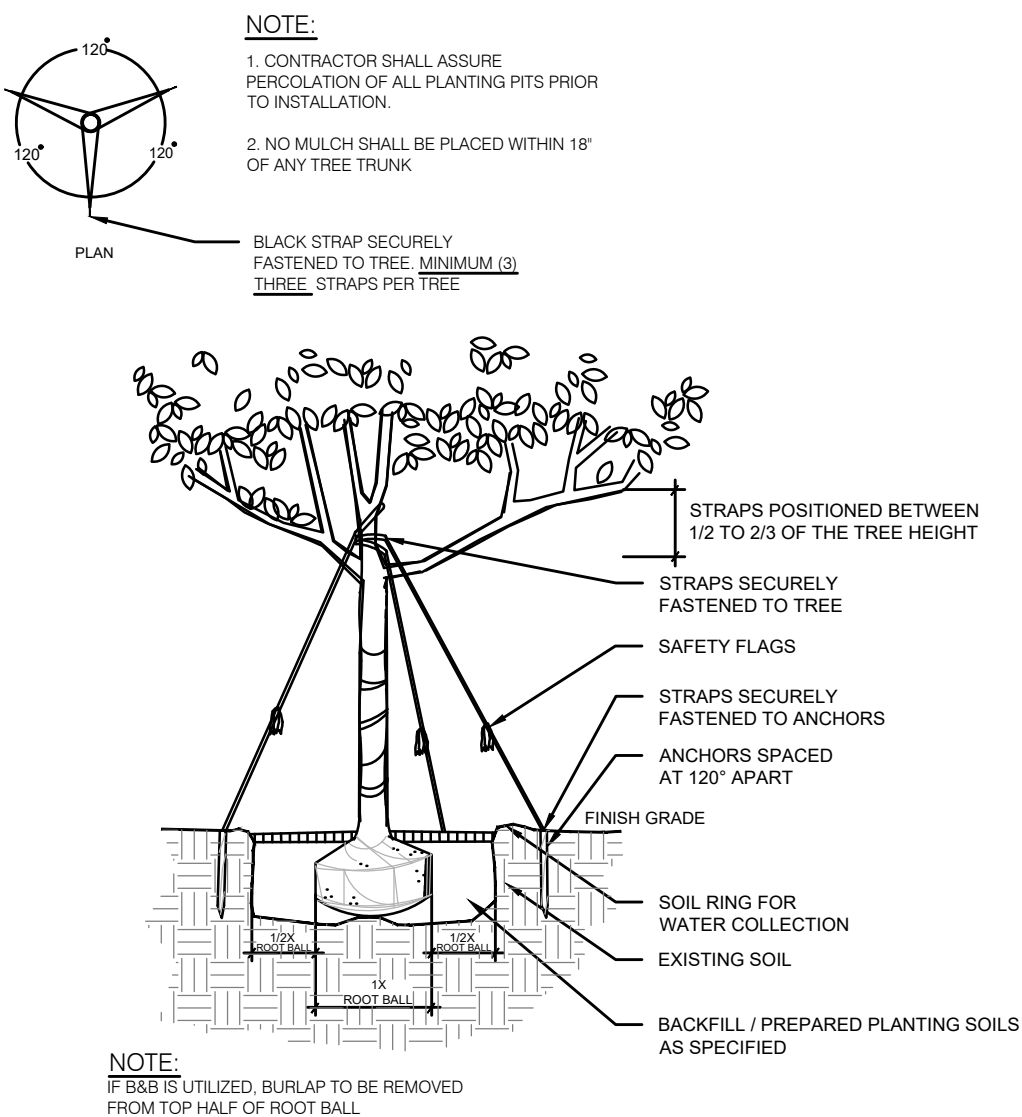 NOTE:
1. CONTRACTOR SHALL ASSURE
PERCOLATION OF ALL PLANTING PITS PRIOR
TO INSTALLATION.
2. NO MULCH SHALL BE PLACED WITHIN 18"
OF ANY TREE TRUNK
120°
120°
120°
PLAN
BLACK STRAP SECURELY
FASTENED TO TREE. MINIMUM (3)
THREE STRAPS PER TREE
STRAPS POSITIONED BETWEEN
1/2 TO 2/3 OF THE TREE HEIGHT
STRAPS SECURELY
FASTENED TO TREE
SAFETY FLAGS
STRAPS SECURELY
FASTENED TO ANCHORS
ANCHORS SPACED
AT 120° APART
FINISH GRADE
SOIL RING FOR
WATER COLLECTION
EXISTING SOIL
BACKFILL / PREPARED PLANTING SOILS
AS SPECIFIED
1/2X
ROOT BALL
1/2X
ROOT BALL
1X
ROOT BALL
NOTE:
IF B&B IS UTILIZED, BURLAP TO BE REMOVED
FROM TOP HALF OF ROOT BALL